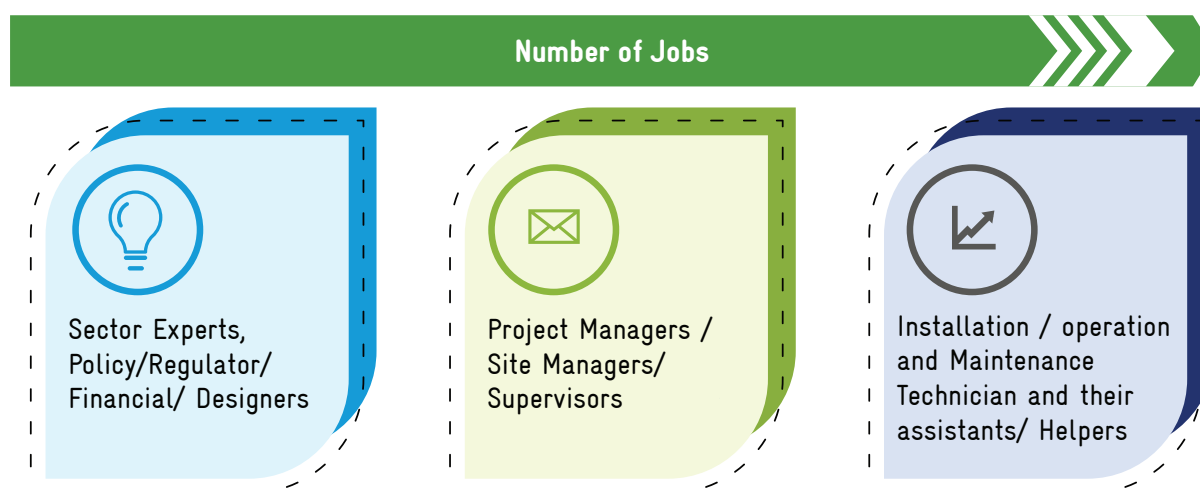 Number of Jobs
Sector Experts,
Policy/Regulator/
Financial/ Designers
Project Managers /
Site Managers/
Supervisors
Installation / operation
and Maintenance
Technician and their
assistants/ Helpers